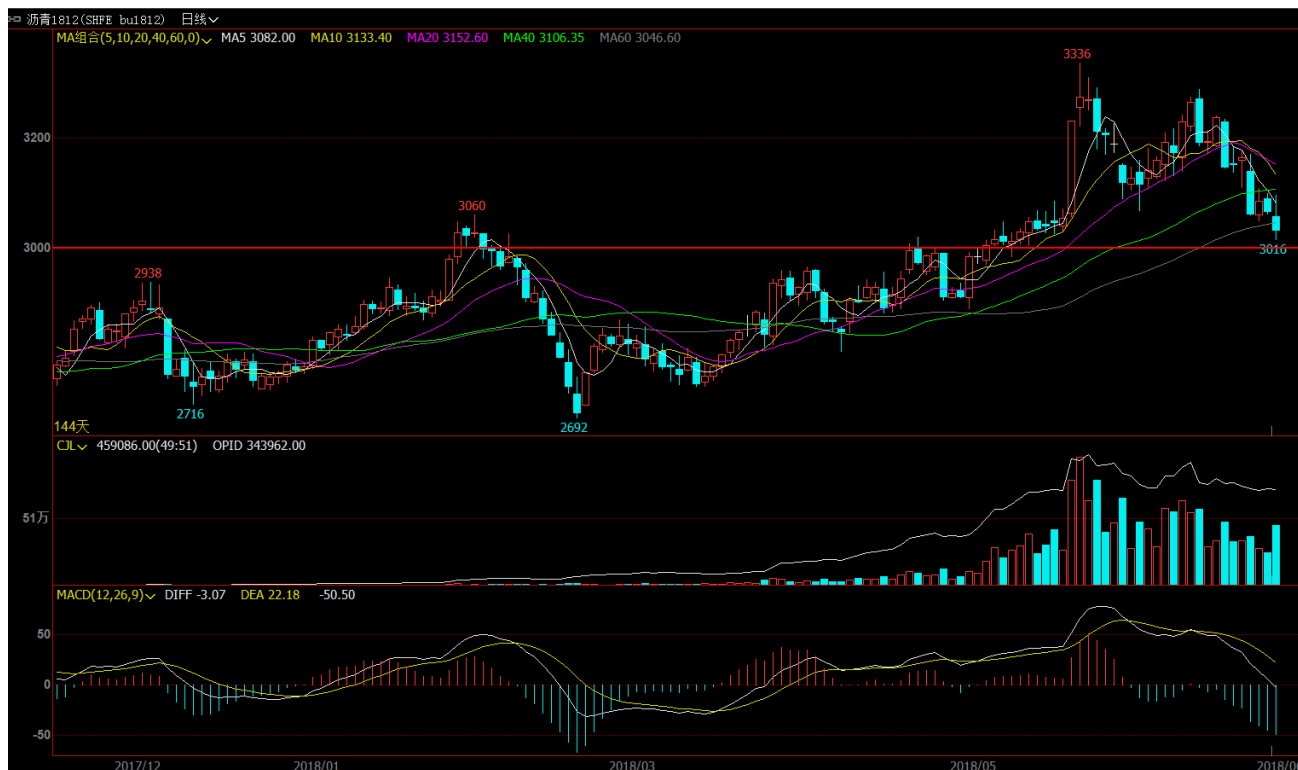 沥青1812(SHFE bu1812) 日线
MA组合(5,10,20,40,60,0) MA5 3082.00 MA10 3133.40 MA20 3152.60 MA40 3106.35 MA60 3046.60
3336
3200
3060
3000
3016
2938
2716
2692
144天
CJL 459086.00(49:51) OPID 343962.00
51万
MACD(12,26,9) DIFF -3.07 DEA 22.18 -50.50
50
0
-50
2017/12 2018/01 2018/03 2018/05 2018/06